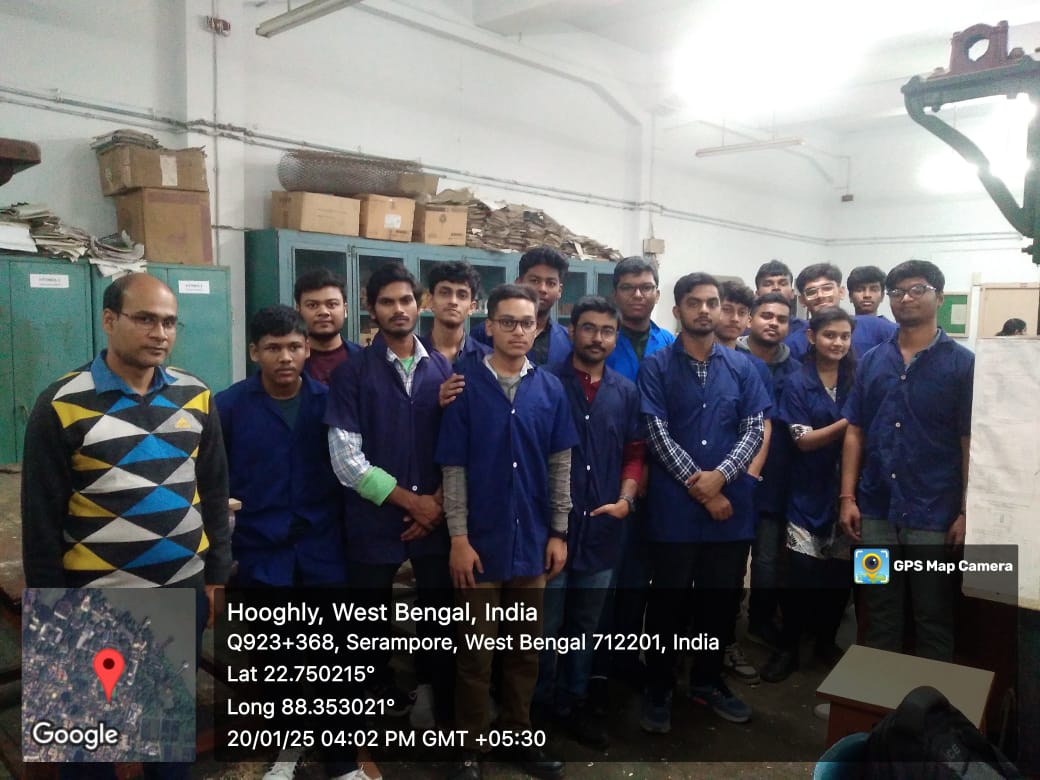 GPS Map Camera
Hooghly, West Bengal, India
Q923+368, Serampore, West Bengal 712201, India
Lat 22.750215°
Long 88.353021°
20/01/25 04:02 PM GMT +05:30
Google